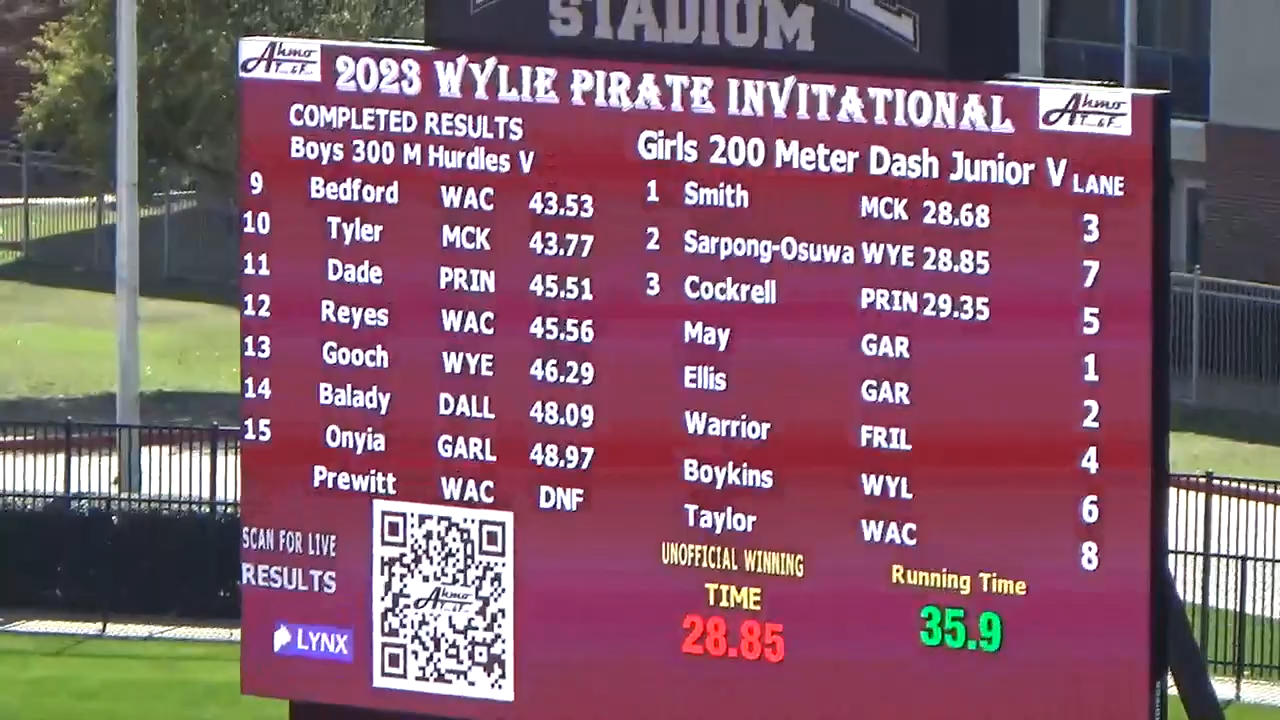 STADIUM
Ahmo
T & F
2023 WYLIE PIRATE INVITATIONAL
Ahmo
T & F
COMPLETED RESULTS
Boys 300 M Hurdles V
9 Bedford WAC 43.53
10 Tyler MCK 43.77
11 Dade PRIN 45.51
12 Reyes WAC 45.56
13 Gooch WYE 46.29
14 Balady DALL 48.09
15 Onyia GARL 48.97
Prewitt WAC DNF
SCAN FOR LIVE
RESULTS
Ahmo
T & F
LYNX
Girls 200 Meter Dash Junior V LANE
1 Smith MCK 28.68 3
2 Sarpong-Osuwa WYE 28.85 7
3 Cockrell PRIN 29.35 5
May GAR 1
Ellis GAR 2
Warrior FRIL 4
Boykins WYL 6
Taylor WAC 8
UNOFFICIAL WINNING
TIME
28.85
Running Time
35.9